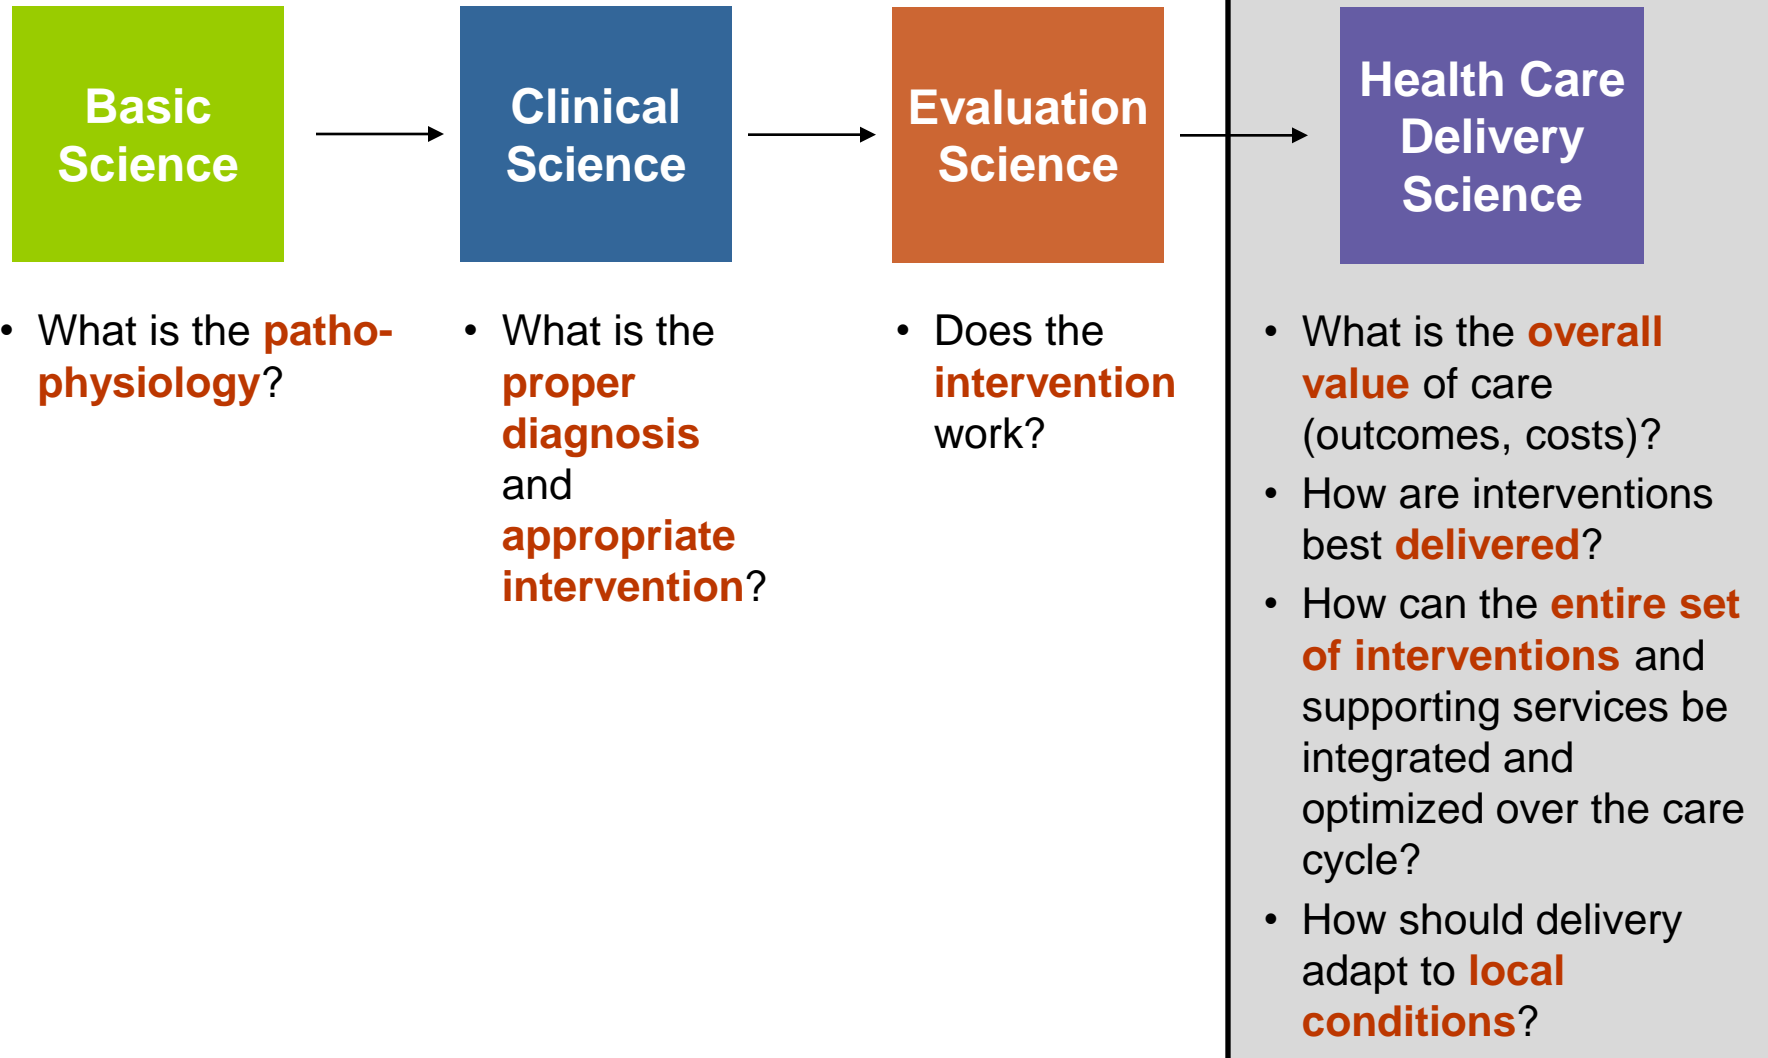 Basic
Science
Clinical
Science
Evaluation
Science
Health Care
Delivery
Science
• What is the patho-
physiology?
• What is the
proper
diagnosis
and
appropriate
intervention?
• Does the
intervention
work?
• What is the overall
value of care
(outcomes, costs)?
• How are interventions
best delivered?
• How can the entire set
of interventions and
supporting services be
integrated and
optimized over the care
cycle?
• How should delivery
adapt to local
conditions?